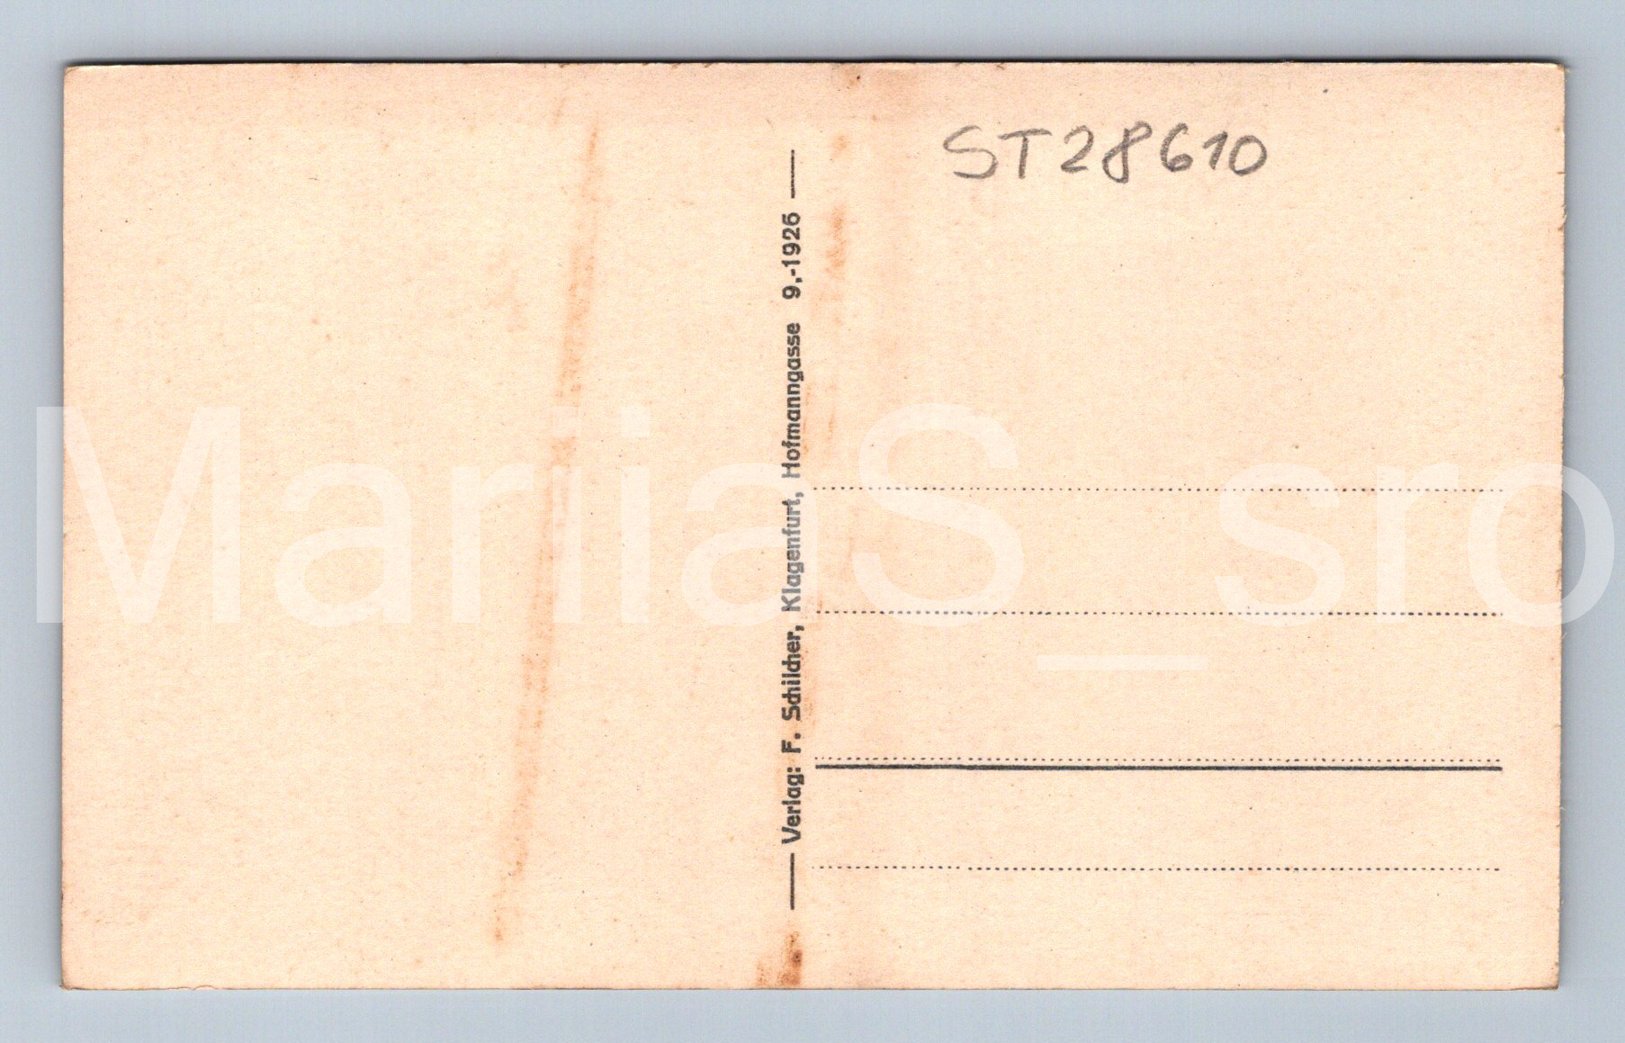 ST28610
— Verlag: F. Schilcher, Klagenfurt, Hofmanngasse 9,-1926 —
MariiaS_sro